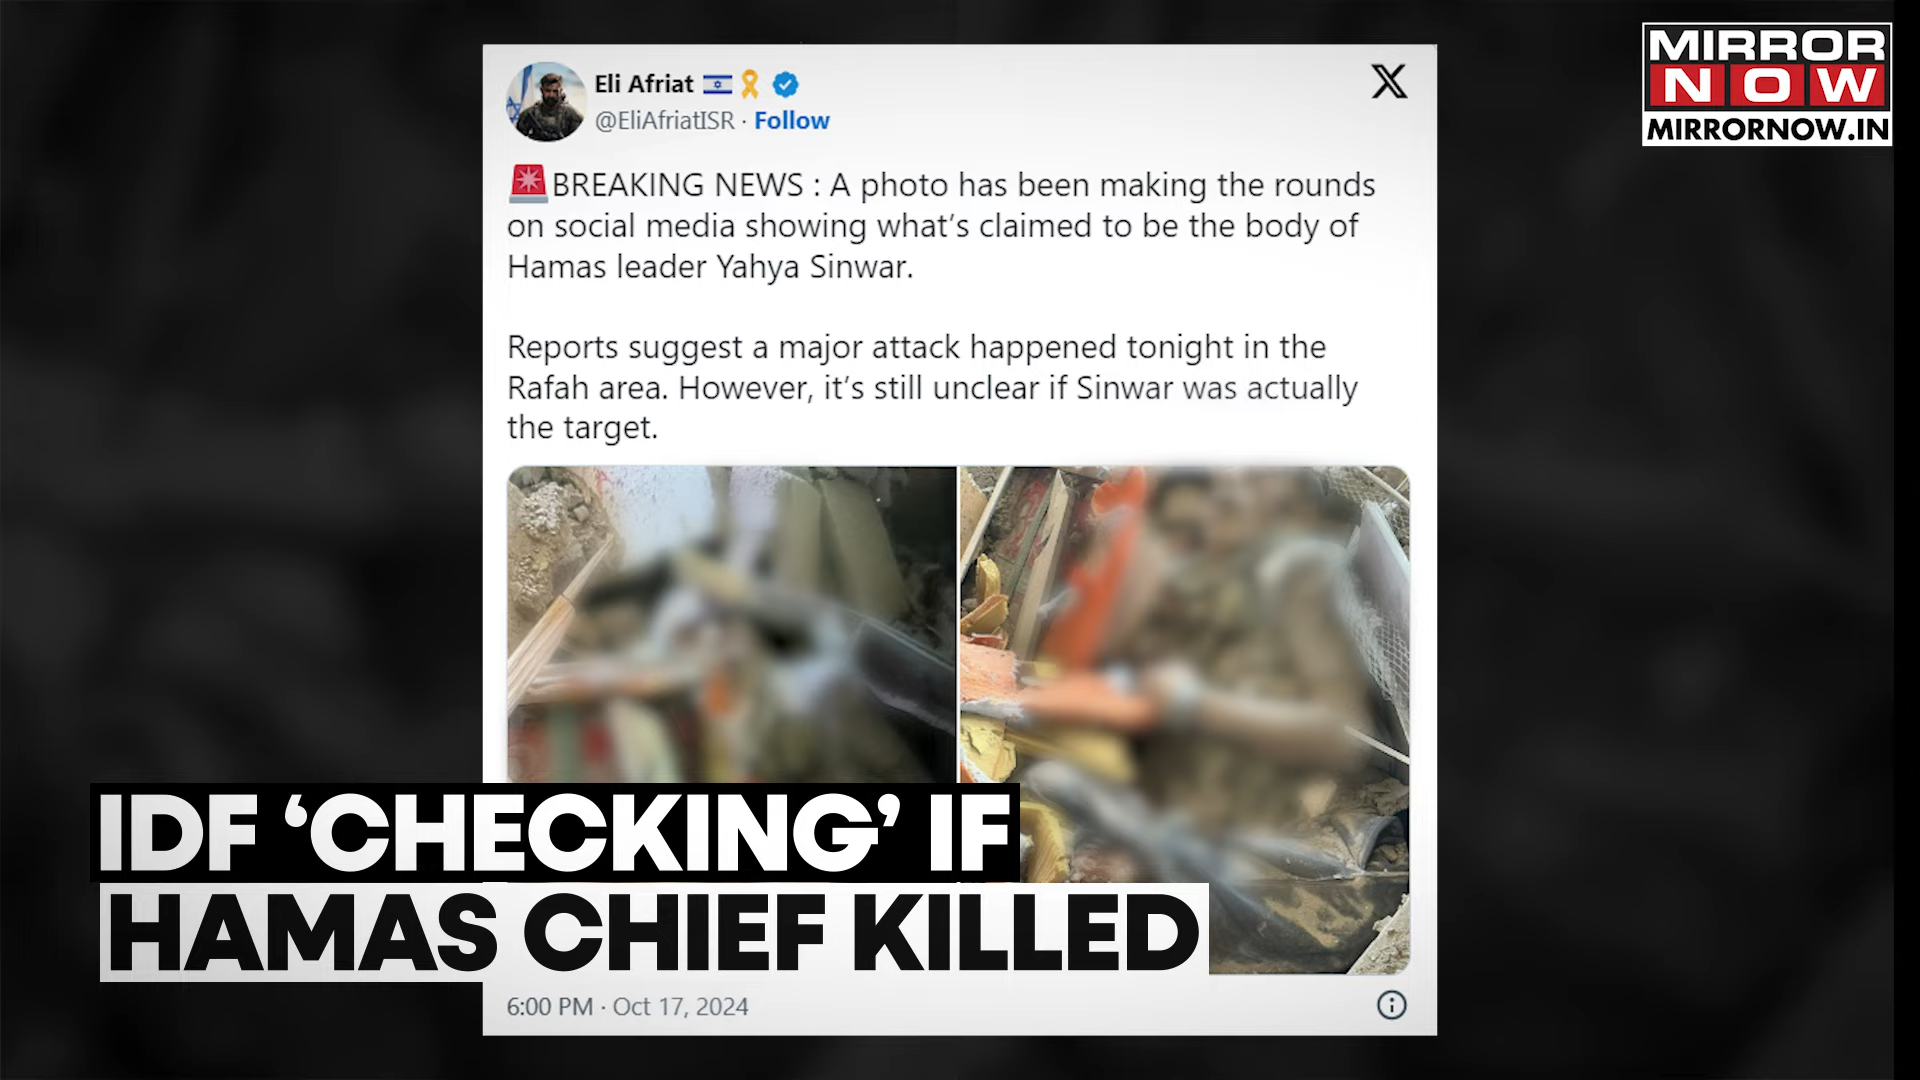 MIRROR
NOW
MIRRORNOW.IN
Eli Afriat
@EliAfriatISR · Follow
BREAKING NEWS : A photo has been making the rounds
on social media showing what's claimed to be the body of
Hamas leader Yahya Sinwar.
Reports suggest a major attack happened tonight in the
Rafah area. However, it's still unclear if Sinwar was actually
the target.
IDF ‘CHECKING’ IF
HAMAS CHIEF KILLED
6:00 PM · Oct 17, 2024